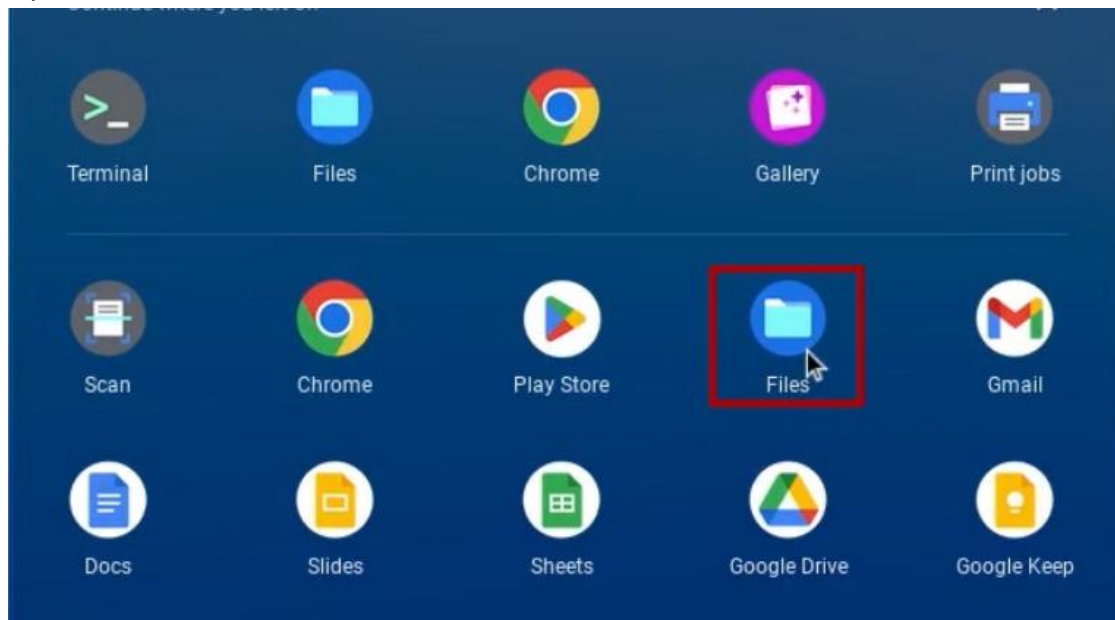 Terminal
Files
Chrome
Gallery
Print jobs
Scan
Chrome
Play Store
Files
Gmail
Docs
Slides
Sheets
Google Drive
Google Keep